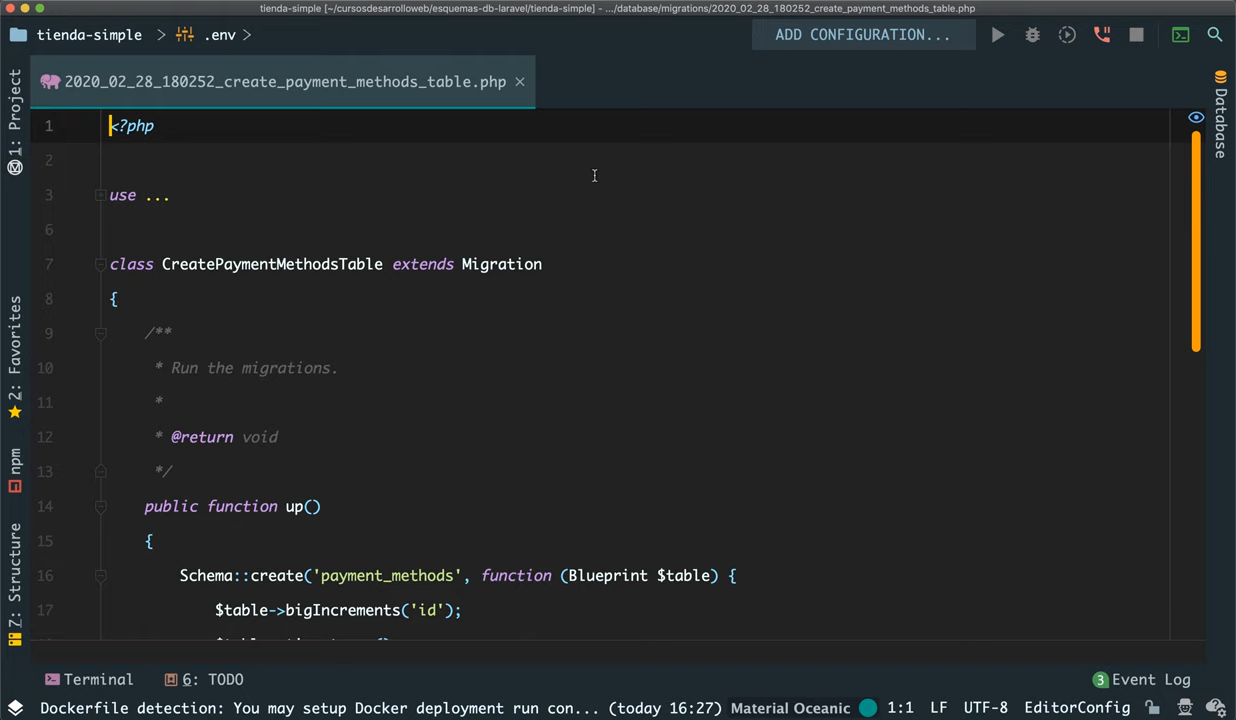 tienda-simple [~/cursosdesarrolloweb/esquemas-db-laravel/tienda-simple] - .../database/migrations/2020_02_28_180252_create_payment_methods_table.php
tienda-simple > .env >
ADD CONFIGURATION...
2020_02_28_180252_create_payment_methods_table.php ×
1 <?php
2
3 use ...
6
7 class CreatePaymentMethodsTable extends Migration
8 {
9 /**
10 * Run the migrations.
11 *
12 * @return void
13 */
14 public function up()
15 {
16 Schema::create('payment_methods', function (Blueprint $table) {
17 $table->bigIncrements('id');
1: Project
2: Favorites
npm
7: Structure
Database
Terminal
6: TODO
3 Event Log
Dockerfile detection: You may setup Docker deployment run con... (today 16:27) Material Oceanic 1:1 LF UTF-8 EditorConfig